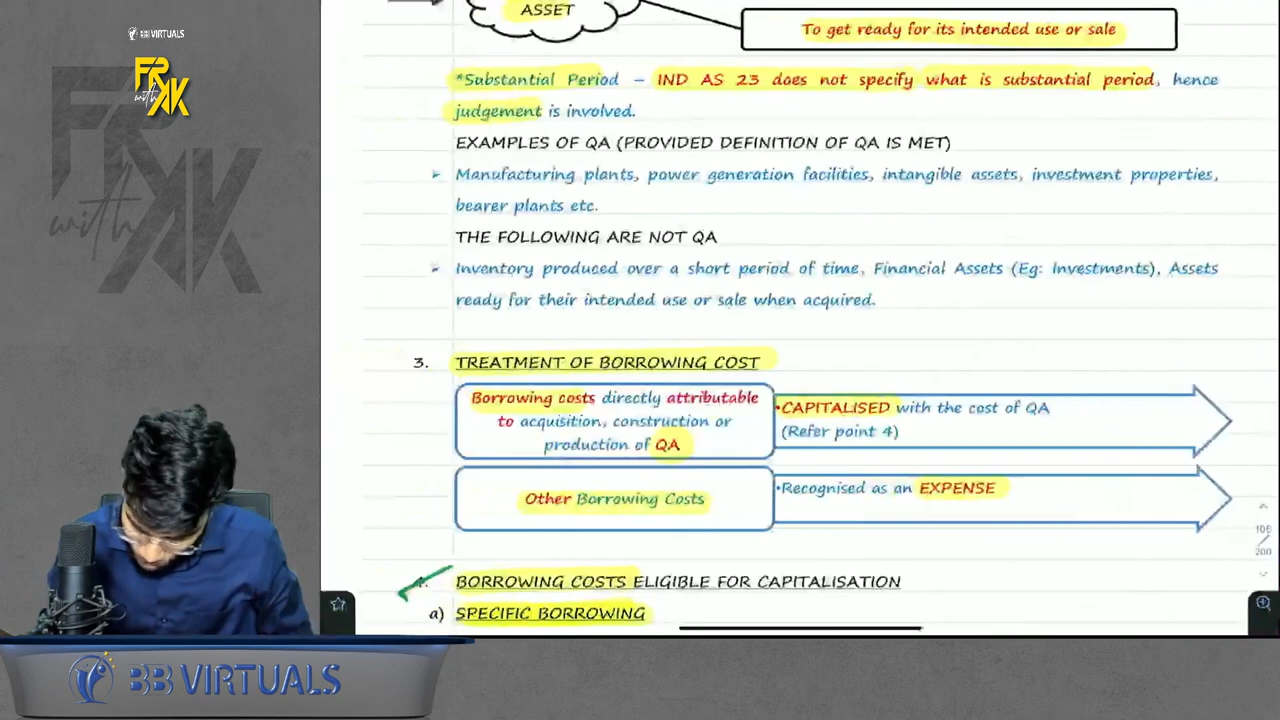 BB VIRTUALS
FR
with
AK
FR
with
AK
ASSET
To get ready for its intended use or sale
*Substantial Period – IND AS 23 does not specify what is substantial period, hence
judgement is involved.
EXAMPLES OF QA (PROVIDED DEFINITION OF QA IS MET)
➢ Manufacturing plants, power generation facilities, intangible assets, investment properties,
bearer plants etc.
THE FOLLOWING ARE NOT QA
➢ Inventory produced over a short period of time, Financial Assets (Eg: Investments), Assets
ready for their intended use or sale when acquired.
3. TREATMENT OF BORROWING COST
Borrowing costs directly attributable
to acquisition, construction or
production of QA
•CAPITALISED with the cost of QA
(Refer point 4)
Other Borrowing Costs
•Recognised as an EXPENSE
4. BORROWING COSTS ELIGIBLE FOR CAPITALISATION
a) SPECIFIC BORROWING
106
200
BB VIRTUALS